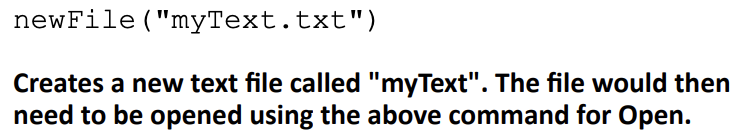 newFile("myText.txt")
Creates a new text file called "myText". The file would then
need to be opened using the above command for Open.